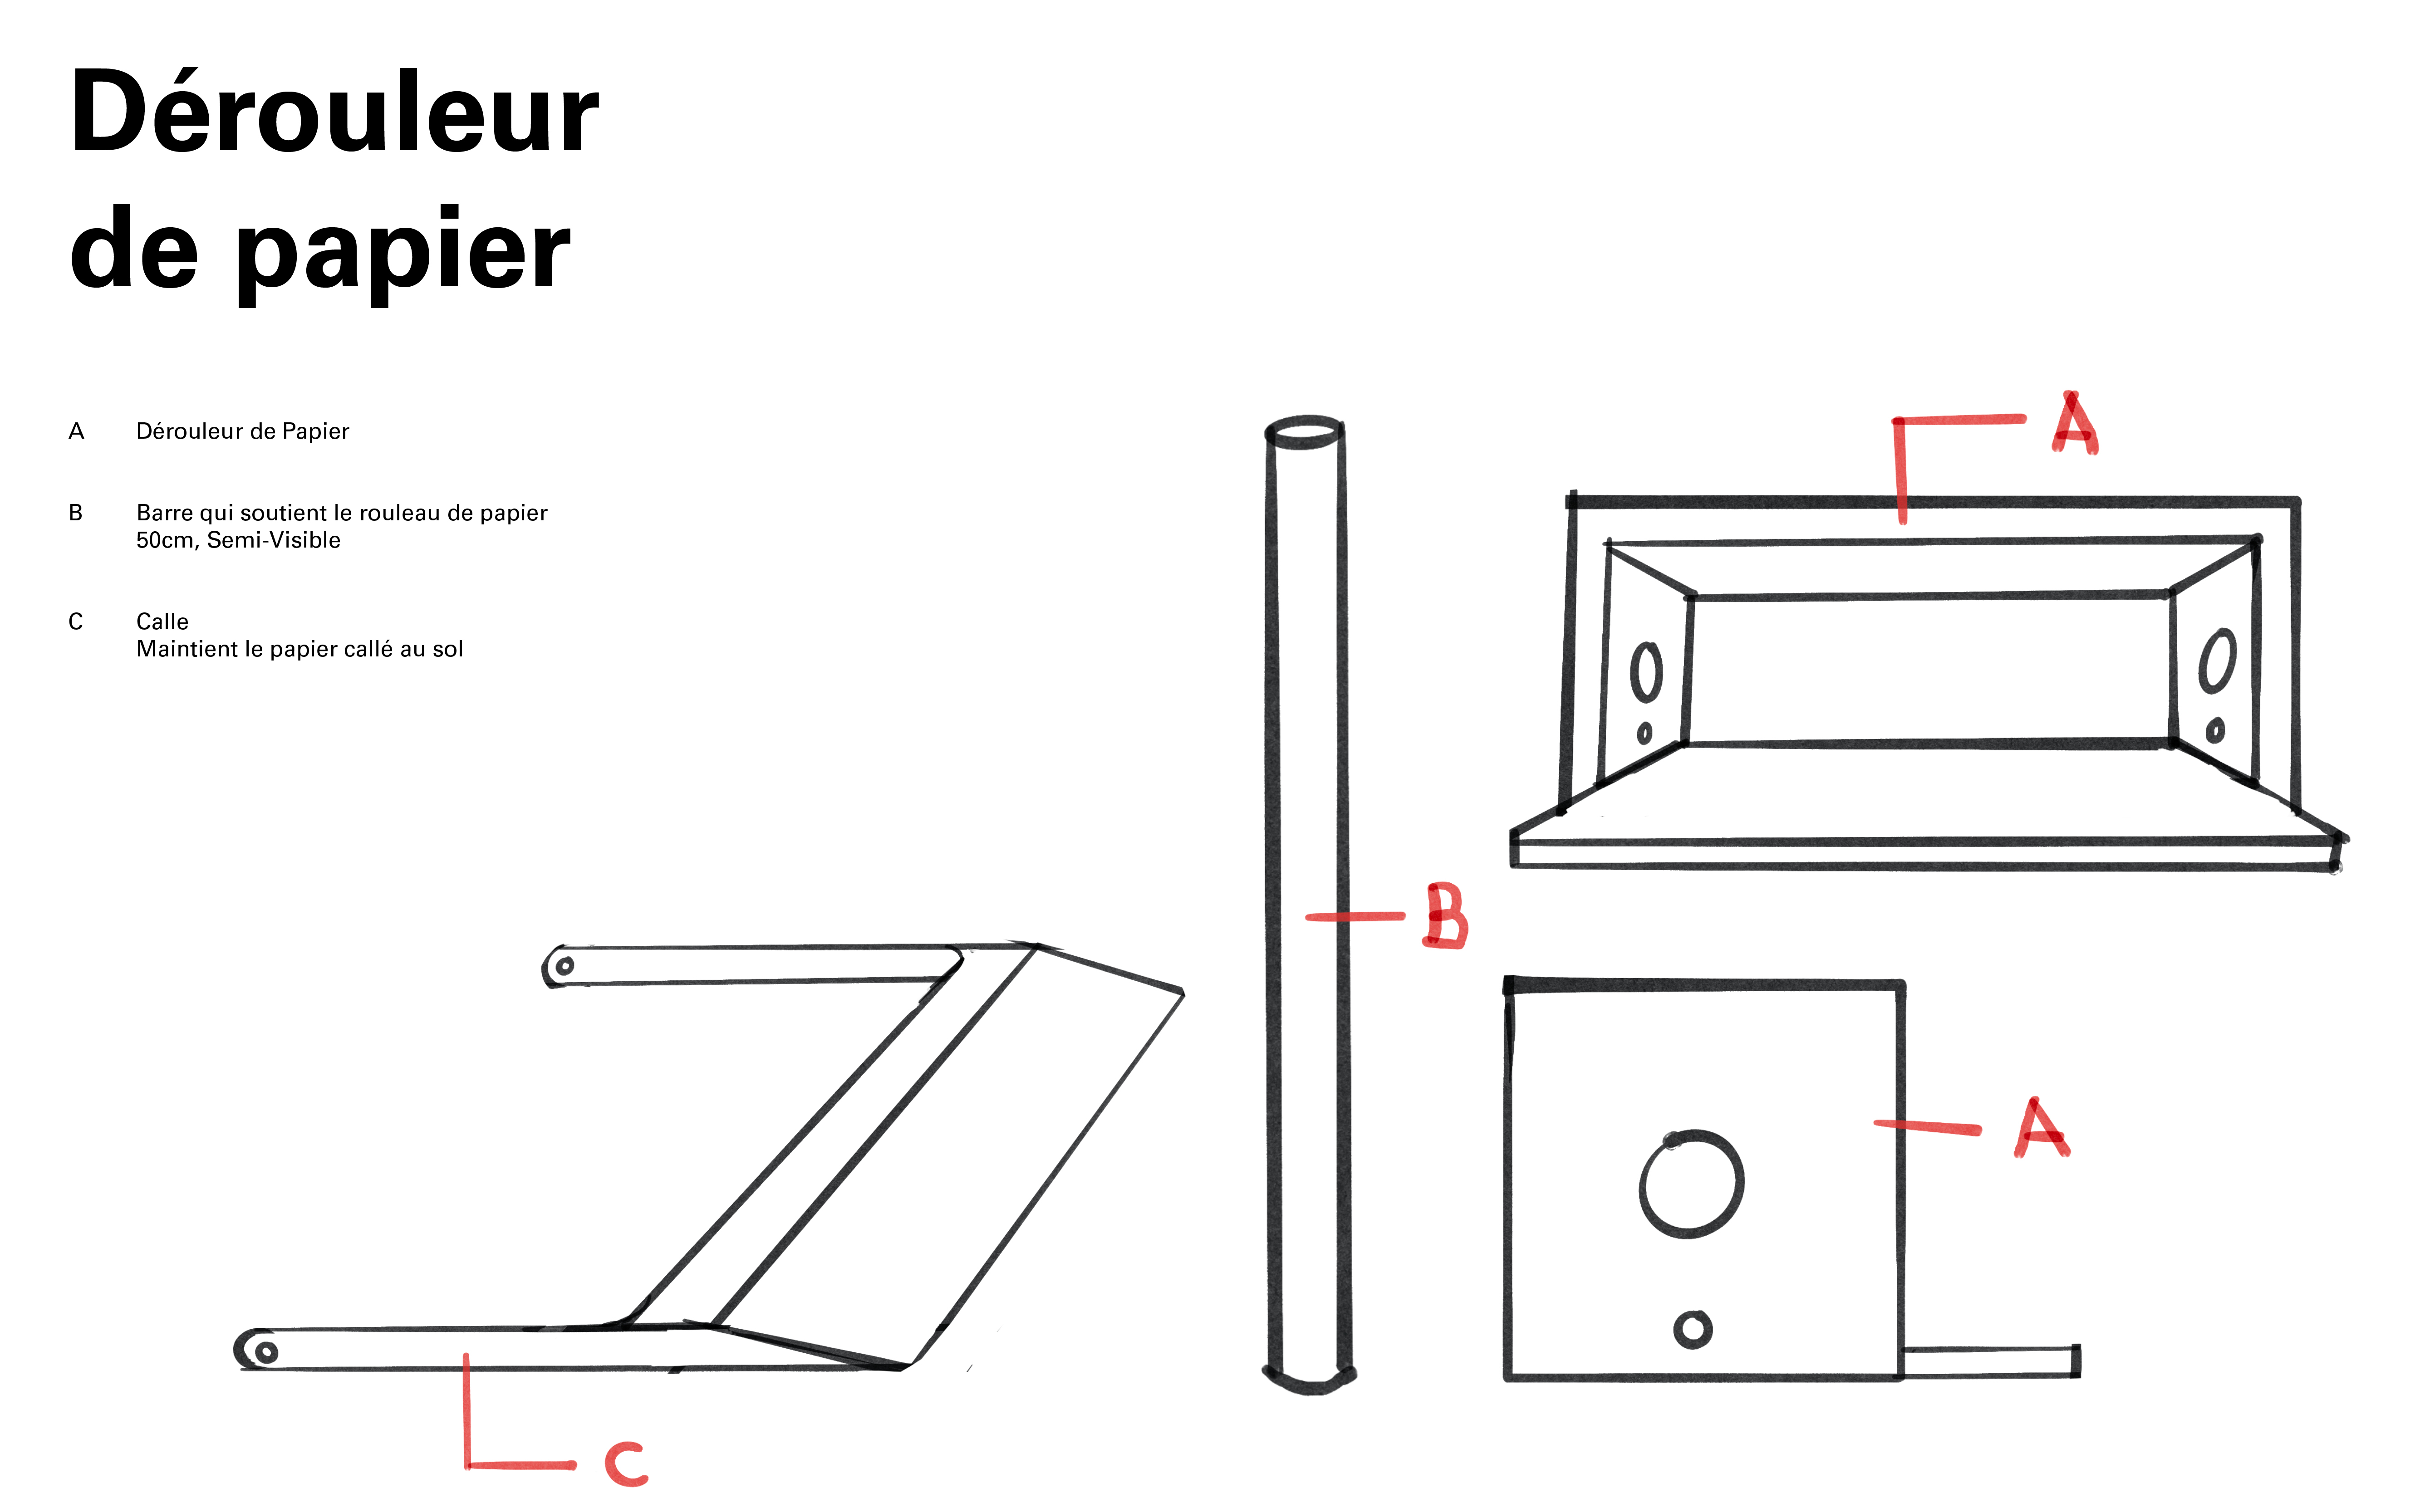 Dérouleur
de papier
A Dérouleur de Papier
B Barre qui soutient le rouleau de papier
50cm, Semi-Visible
C Calle
Maintient le papier callé au sol
A
B
A
C